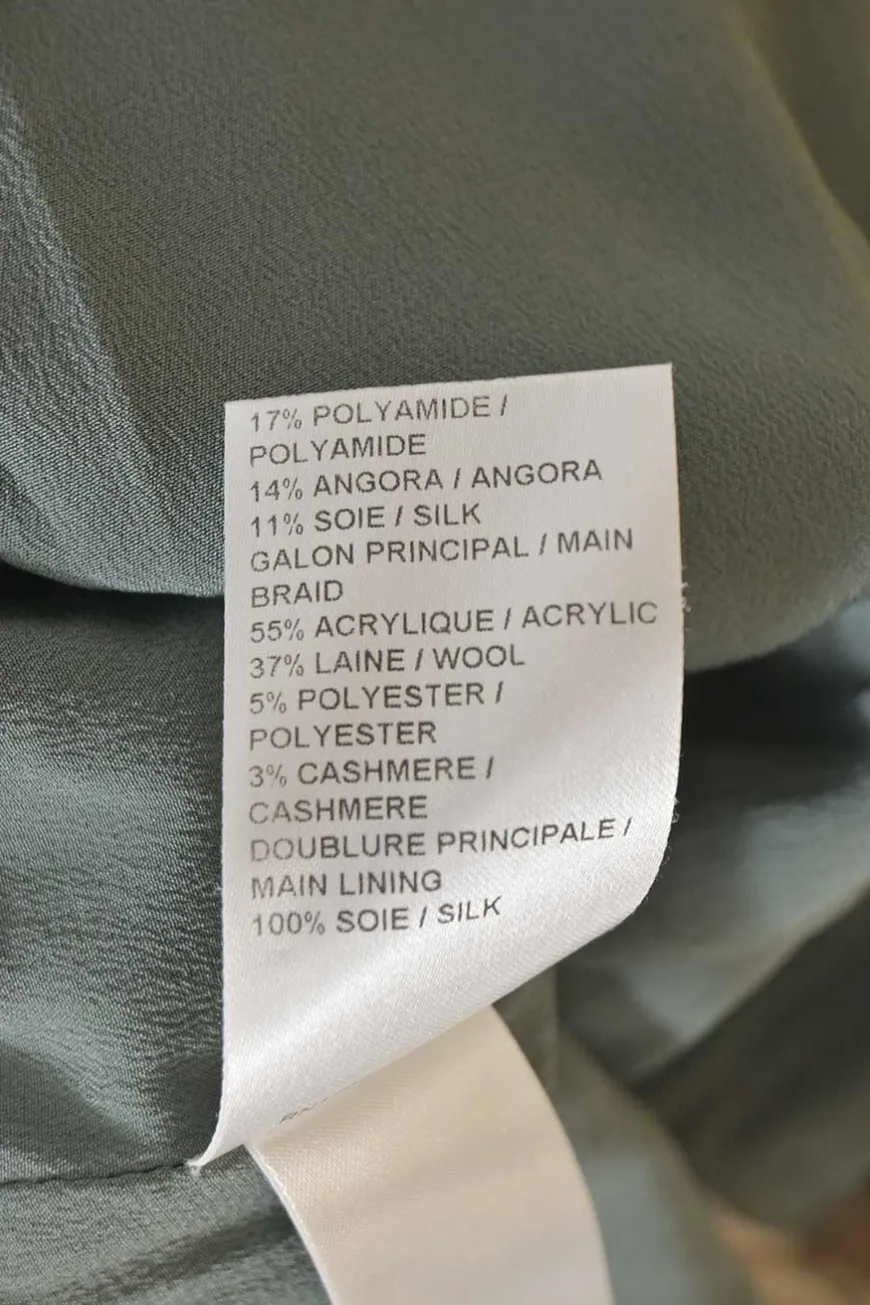 17% POLYAMIDE /
POLYAMIDE
14% ANGORA / ANGORA
11% SOIE / SILK
GALON PRINCIPAL / MAIN
BRAID
55% ACRYLIQUE / ACRYLIC
37% LAINE / WOOL
5% POLYESTER /
POLYESTER
3% CASHMERE /
CASHMERE
DOUBLURE PRINCIPALE /
MAIN LINING
100% SOIE / SILK